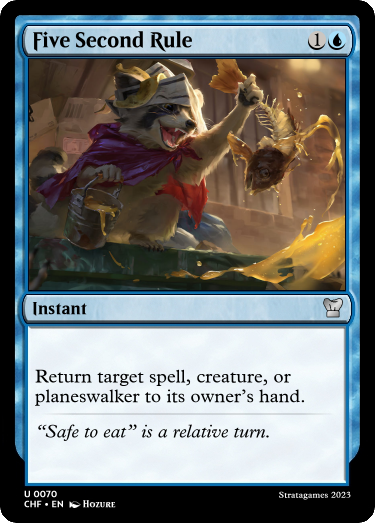 Five Second Rule 1
Instant
Return target spell, creature, or
planeswalker to its owner's hand.
“Safe to eat” is a relative turn.
U 0070
Stratagames 2023
CHF • EN Hozure